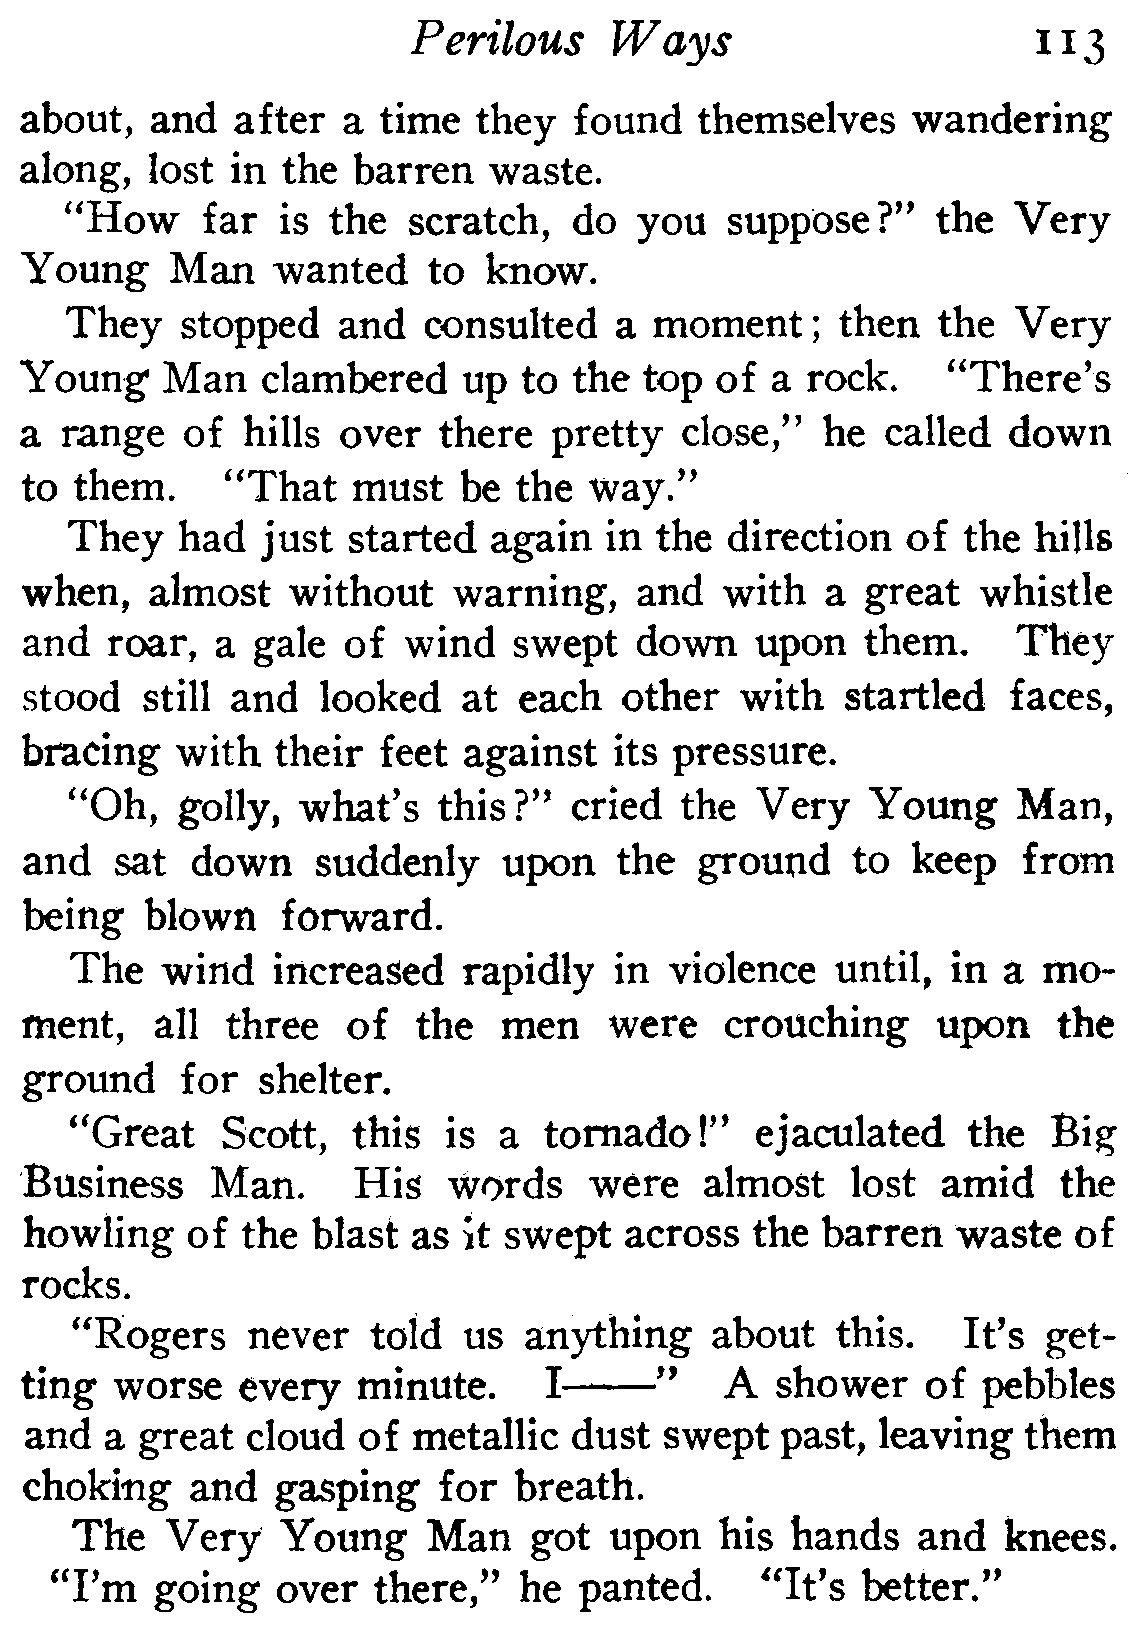 Perilous Ways 113
about, and after a time they found themselves wandering
along, lost in the barren waste.
"How far is the scratch, do you suppose?" the Very
Young Man wanted to know.
They stopped and consulted a moment; then the Very
Young Man clambered up to the top of a rock. "There's
a range of hills over there pretty close," he called down
to them. "That must be the way."
They had just started again in the direction of the hills
when, almost without warning, and with a great whistle
and roar, a gale of wind swept down upon them. They
stood still and looked at each other with startled faces,
bracing with their feet against its pressure.
"Oh, golly, what's this?" cried the Very Young Man,
and sat down suddenly upon the ground to keep from
being blown forward.
The wind increased rapidly in violence until, in a mo-
ment, all three of the men were crouching upon the
ground for shelter.
"Great Scott, this is a tornado!" ejaculated the Big
Business Man. His words were almost lost amid the
howling of the blast as it swept across the barren waste of
rocks.
"Rogers never told us anything about this. It's get-
ting worse every minute. I——" A shower of pebbles
and a great cloud of metallic dust swept past, leaving them
choking and gasping for breath.
The Very Young Man got upon his hands and knees.
"I'm going over there," he panted. "It's better."